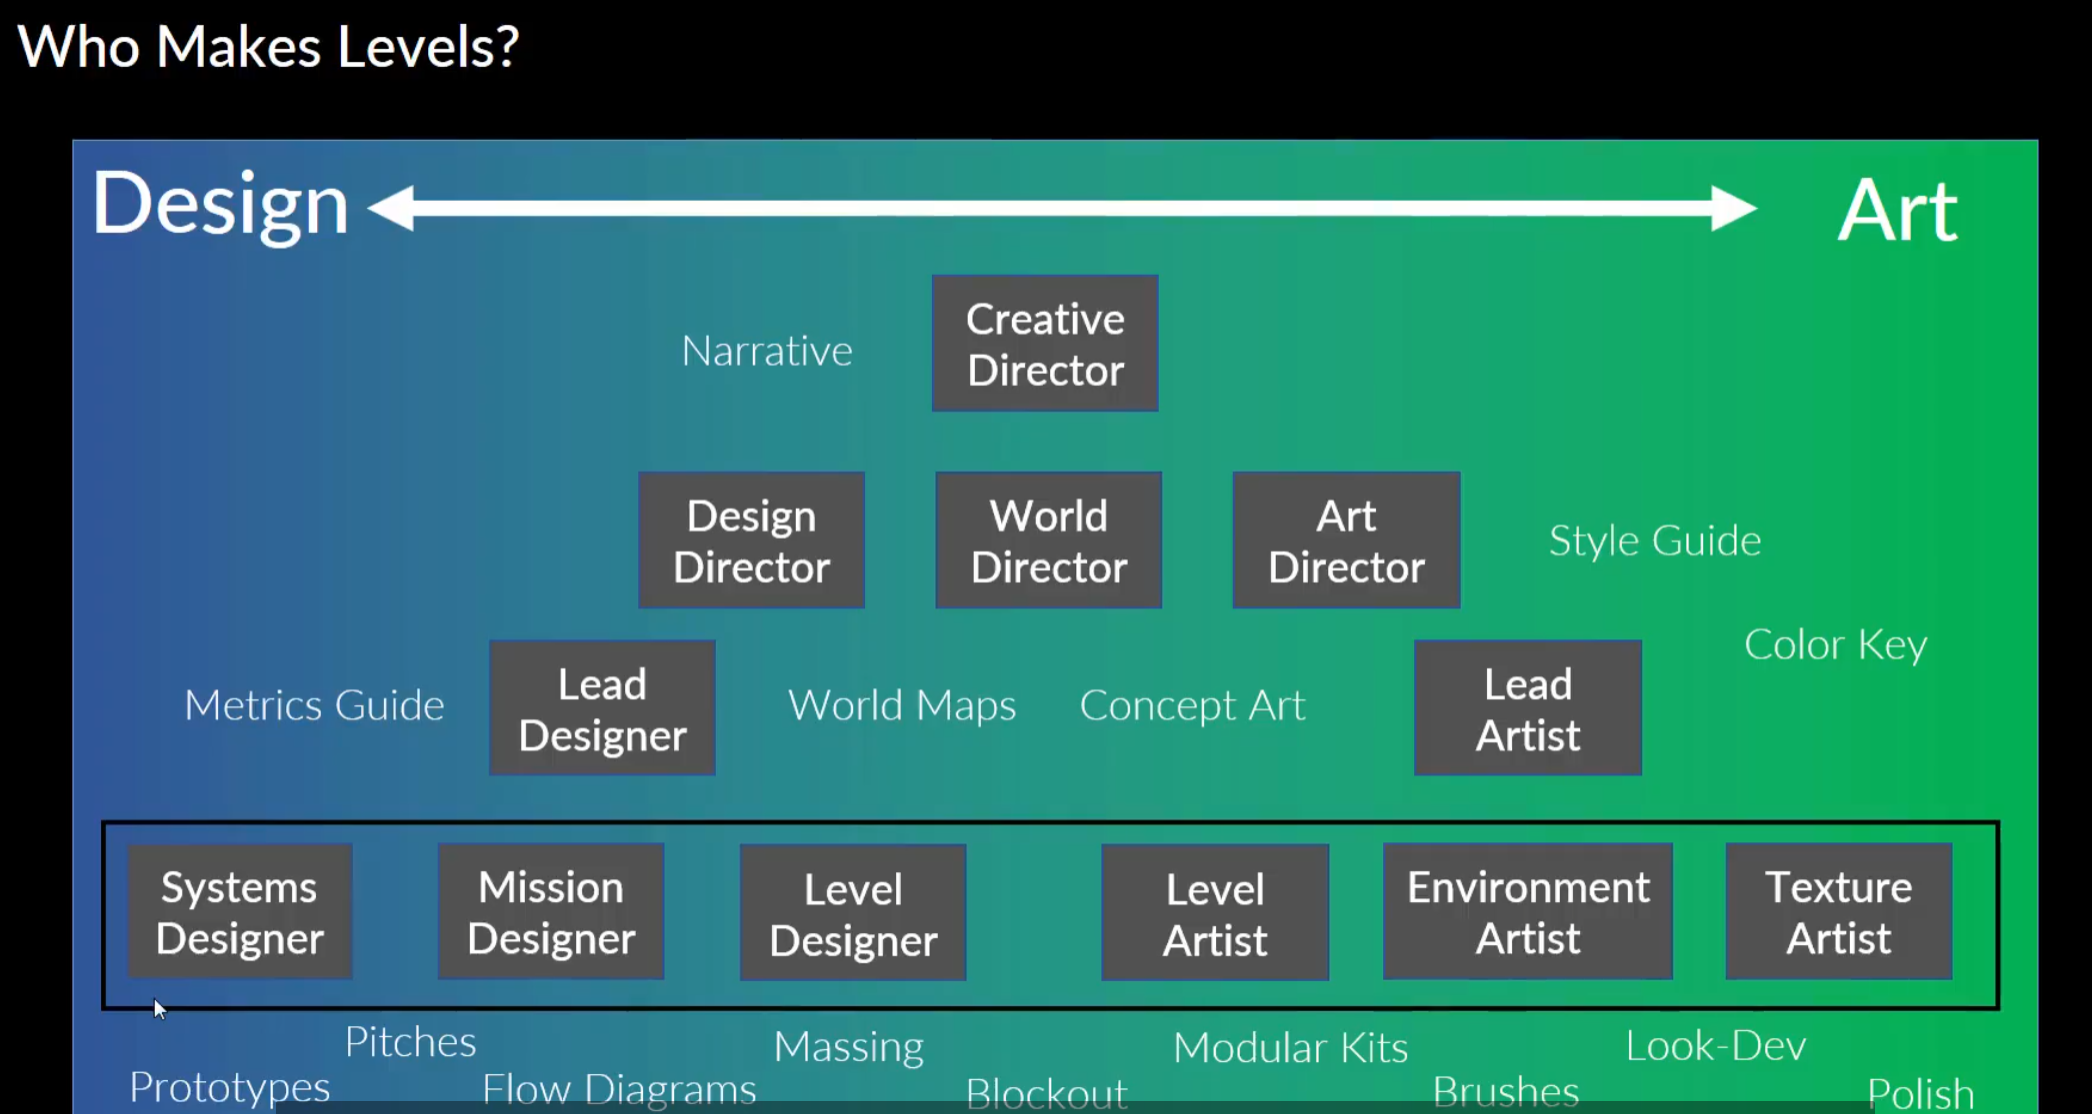 Who Makes Levels?
Design
Art
Narrative
Creative
Director
Design
Director
World
Director
Art
Director
Style Guide
Color Key
Metrics Guide
Lead
Designer
World Maps
Concept Art
Lead
Artist
Systems
Designer
Mission
Designer
Level
Designer
Level
Artist
Environment
Artist
Texture
Artist
Pitches
Massing
Modular Kits
Look-Dev
Prototypes
Flow Diagrams
Blockout
Brushes
Polish